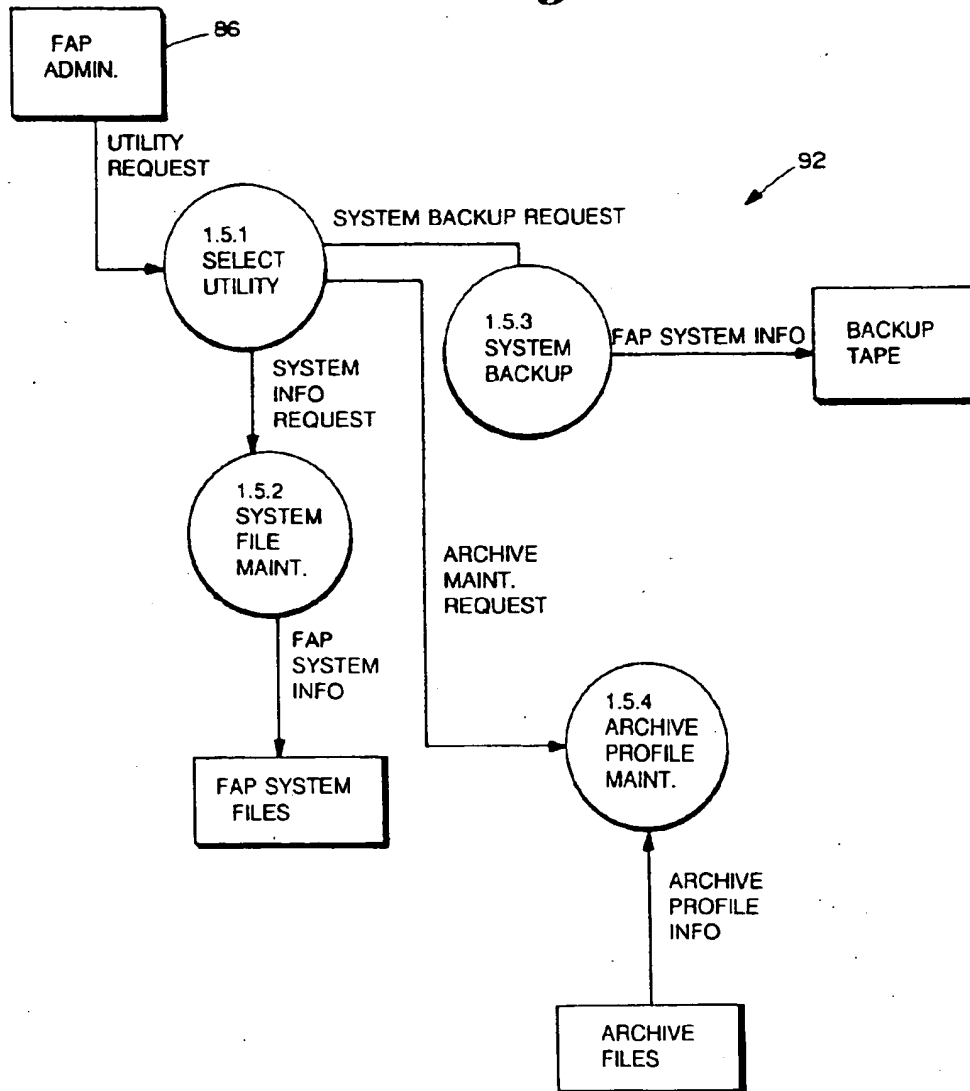 FAP
ADMIN.
86
UTILITY
REQUEST
92
SYSTEM BACKUP REQUEST
1.5.1
SELECT
UTILITY
1.5.3
SYSTEM
BACKUP
FAP SYSTEM INFO
BACKUP
TAPE
SYSTEM
INFO
REQUEST
1.5.2
SYSTEM
FILE
MAINT.
ARCHIVE
MAINT.
REQUEST
FAP
SYSTEM
INFO
1.5.4
ARCHIVE
PROFILE
MAINT.
FAP SYSTEM
FILES
ARCHIVE
PROFILE
INFO
ARCHIVE
FILES